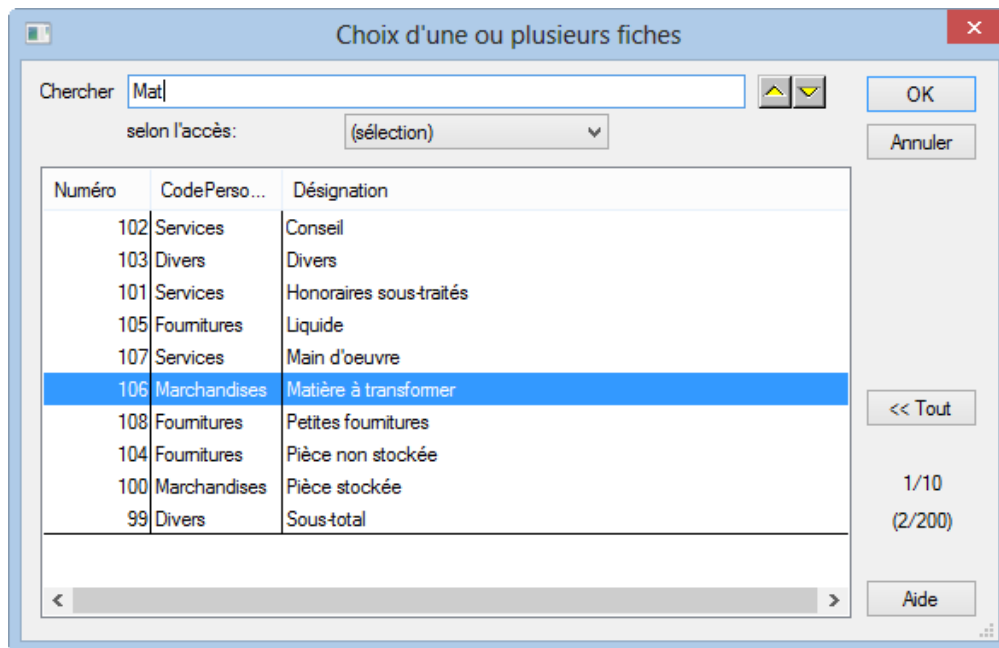 Choix d'une ou plusieurs fiches
Chercher Mat
OK
selon l'accès: (sélection)
Annuler
Numéro CodePerso... Désignation
102 Services Conseil
103 Divers Divers
101 Services Honoraires sous-traités
105 Fournitures Liquide
107 Services Main d'oeuvre
106 Marchandises Matière à transformer
108 Fournitures Petites fournitures
104 Fournitures Pièce non stockée
100 Marchandises Pièce stockée
99 Divers Sous-total
<< Tout
1/10
(2/200)
Aide